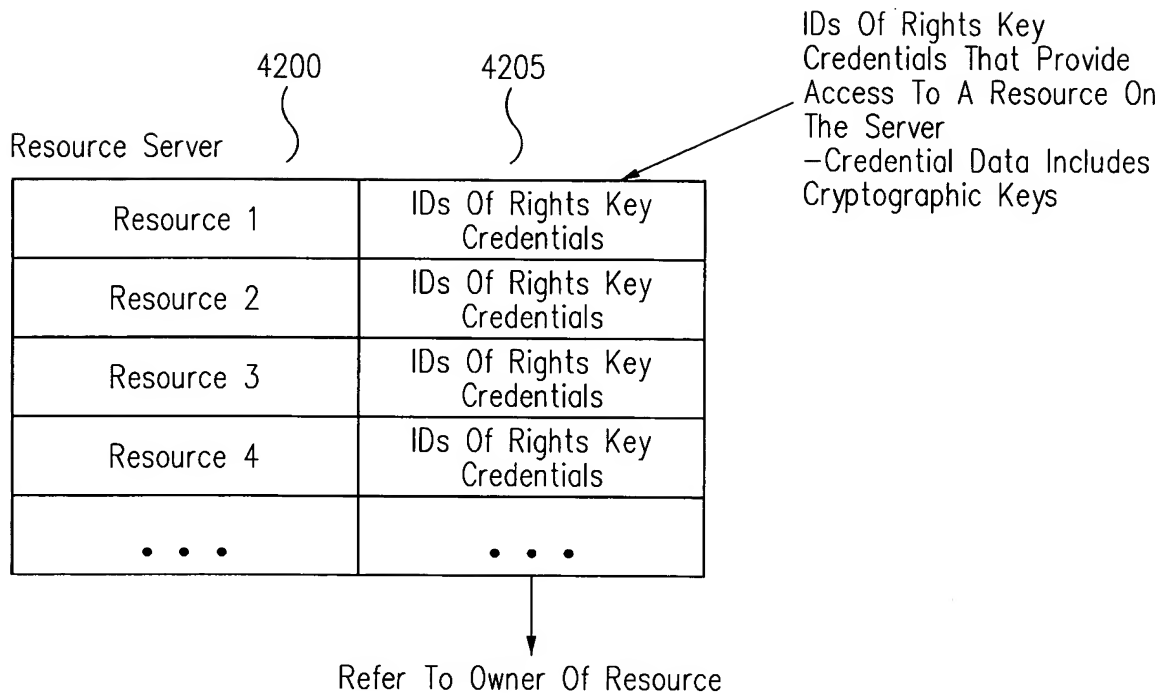 4200
4205
IDs Of Rights Key
Credentials That Provide
Access To A Resource On
The Server
-Credential Data Includes
Cryptographic Keys
Resource Server
Resource 1
IDs Of Rights Key
Credentials
Resource 2
IDs Of Rights Key
Credentials
Resource 3
IDs Of Rights Key
Credentials
Resource 4
IDs Of Rights Key
Credentials
• • •
• • •
Refer To Owner Of Resource